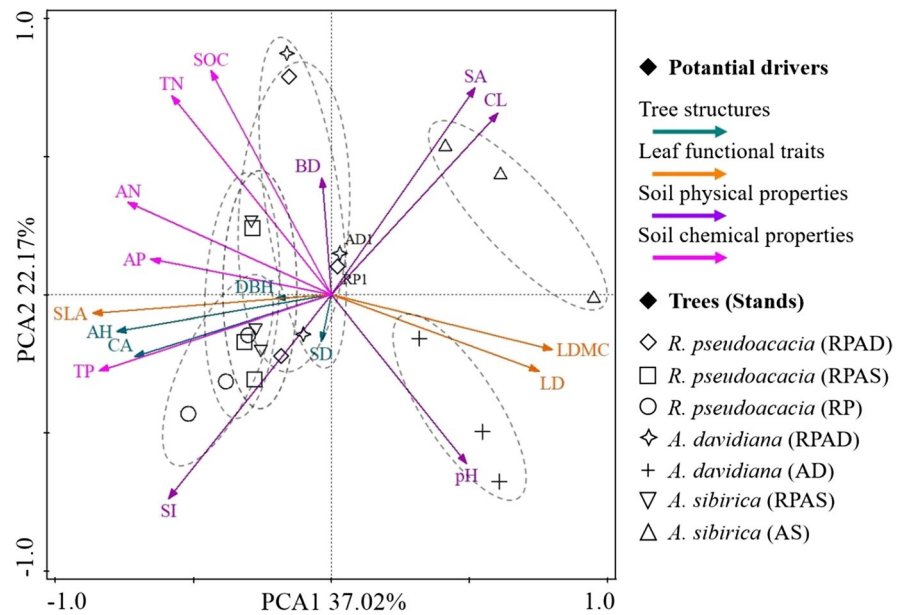 1.0
SOC
TN
SA
CL
BD
AN
AD1
AP
RP1
DBH
SLA
AH
CA
SD
TP
LDMC
LD
pH
SI
PCA2 22.17%
-1.0
-1.0
PCA1 37.02%
1.0
Potential drivers
Tree structures
Leaf functional traits
Soil physical properties
Soil chemical properties
Trees (Stands)
R. pseudoacacia (RPAD)
R. pseudoacacia (RPAS)
R. pseudoacacia (RP)
A. davidiana (RPAD)
A. davidiana (AD)
A. sibirica (RPAS)
A. sibirica (AS)